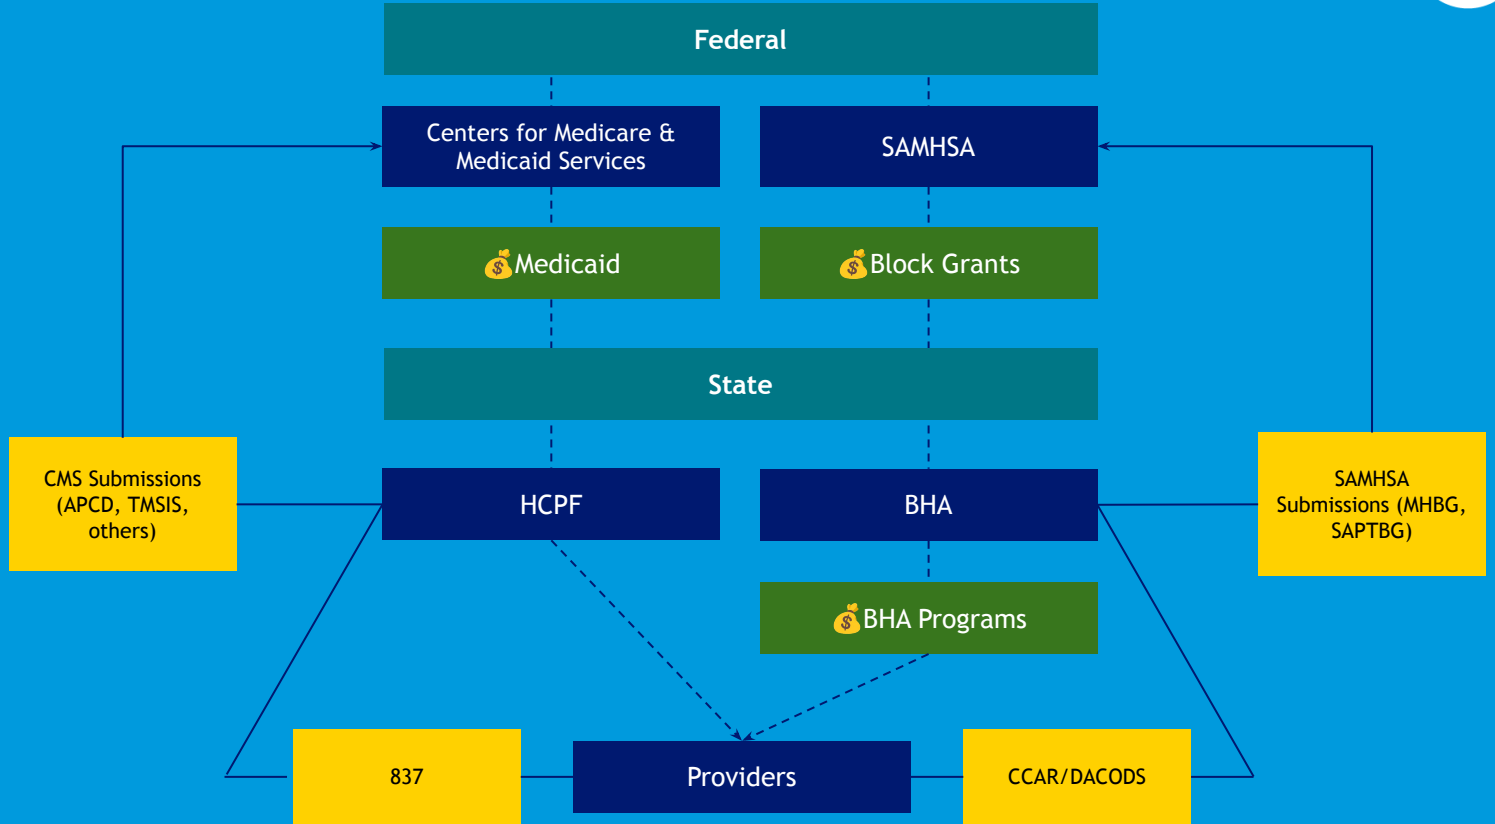 Federal
Centers for Medicare &
Medicaid Services
SAMHSA
💰Medicaid
💰Block Grants
State
CMS Submissions
(APCD, TMSIS,
others)
HCPF
BHA
SAMHSA
Submissions (MHBG,
SAPTBG)
💰BHA Programs
837
Providers
CCAR/DACODS